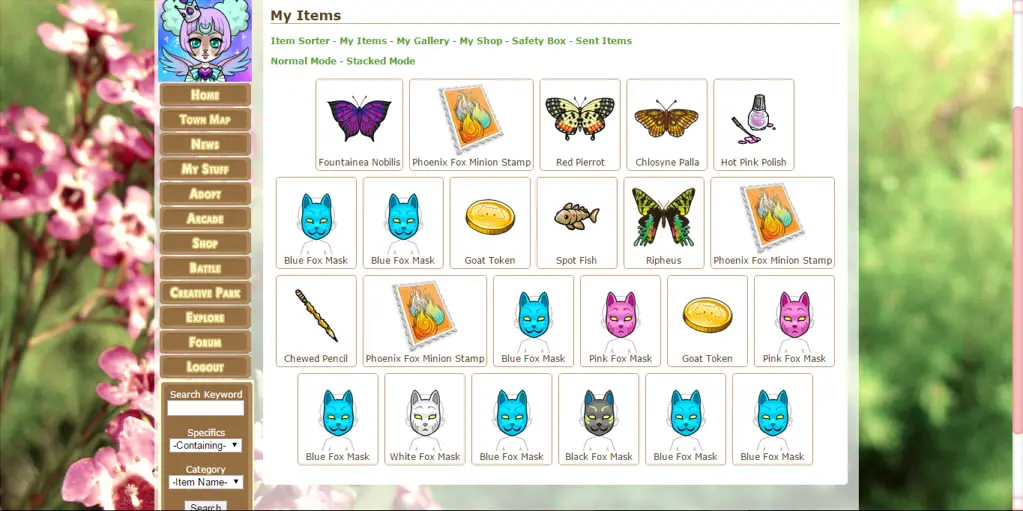 My Items
Item Sorter - My Items - My Gallery - My Shop - Safety Box - Sent Items
Normal Mode - Stacked Mode
Fountainea Nobilis
Phoenix Fox Minion Stamp
Red Pierrot
Chlosyne Palla
Hot Pink Polish
Blue Fox Mask
Blue Fox Mask
Goat Token
Spot Fish
Ripheus
Phoenix Fox Minion Stamp
Chewed Pencil
Phoenix Fox Minion Stamp
Blue Fox Mask
Pink Fox Mask
Goat Token
Pink Fox Mask
Blue Fox Mask
White Fox Mask
Blue Fox Mask
Black Fox Mask
Blue Fox Mask
Blue Fox Mask
Home
Town Map
News
My Stuff
Adopt
Arcade
Shop
Battle
Creative Park
Explore
Forum
Logout
Search Keyword
Specifics
-Containing-
Category
-Item Name-
Search